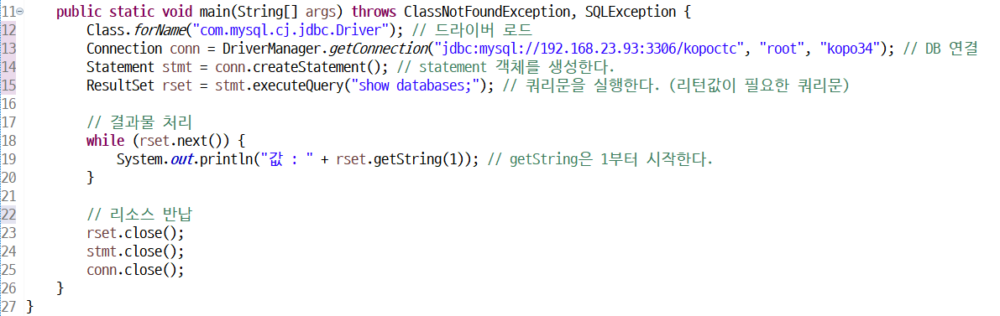 11 public static void main(String[] args) throws ClassNotFoundException, SQLException {
12 Class.forName("com.mysql.cj.jdbc.Driver"); // 드라이버 로드
13 Connection conn = DriverManager.getConnection("jdbc:mysql://192.168.23.93:3306/kopoctc", "root", "kopo34"); // DB 연결
14 Statement stmt = conn.createStatement(); // statement 객체를 생성한다.
15 ResultSet rset = stmt.executeQuery("show databases;"); // 쿼리문을 실행한다. (리턴값이 필요한 쿼리문)
16
17 // 결과물 처리
18 while (rset.next()) {
19 System.out.println("값 : " + rset.getString(1)); // getString은 1부터 시작한다.
20 }
21
22 // 리소스 반납
23 rset.close();
24 stmt.close();
25 conn.close();
26 }
27 }